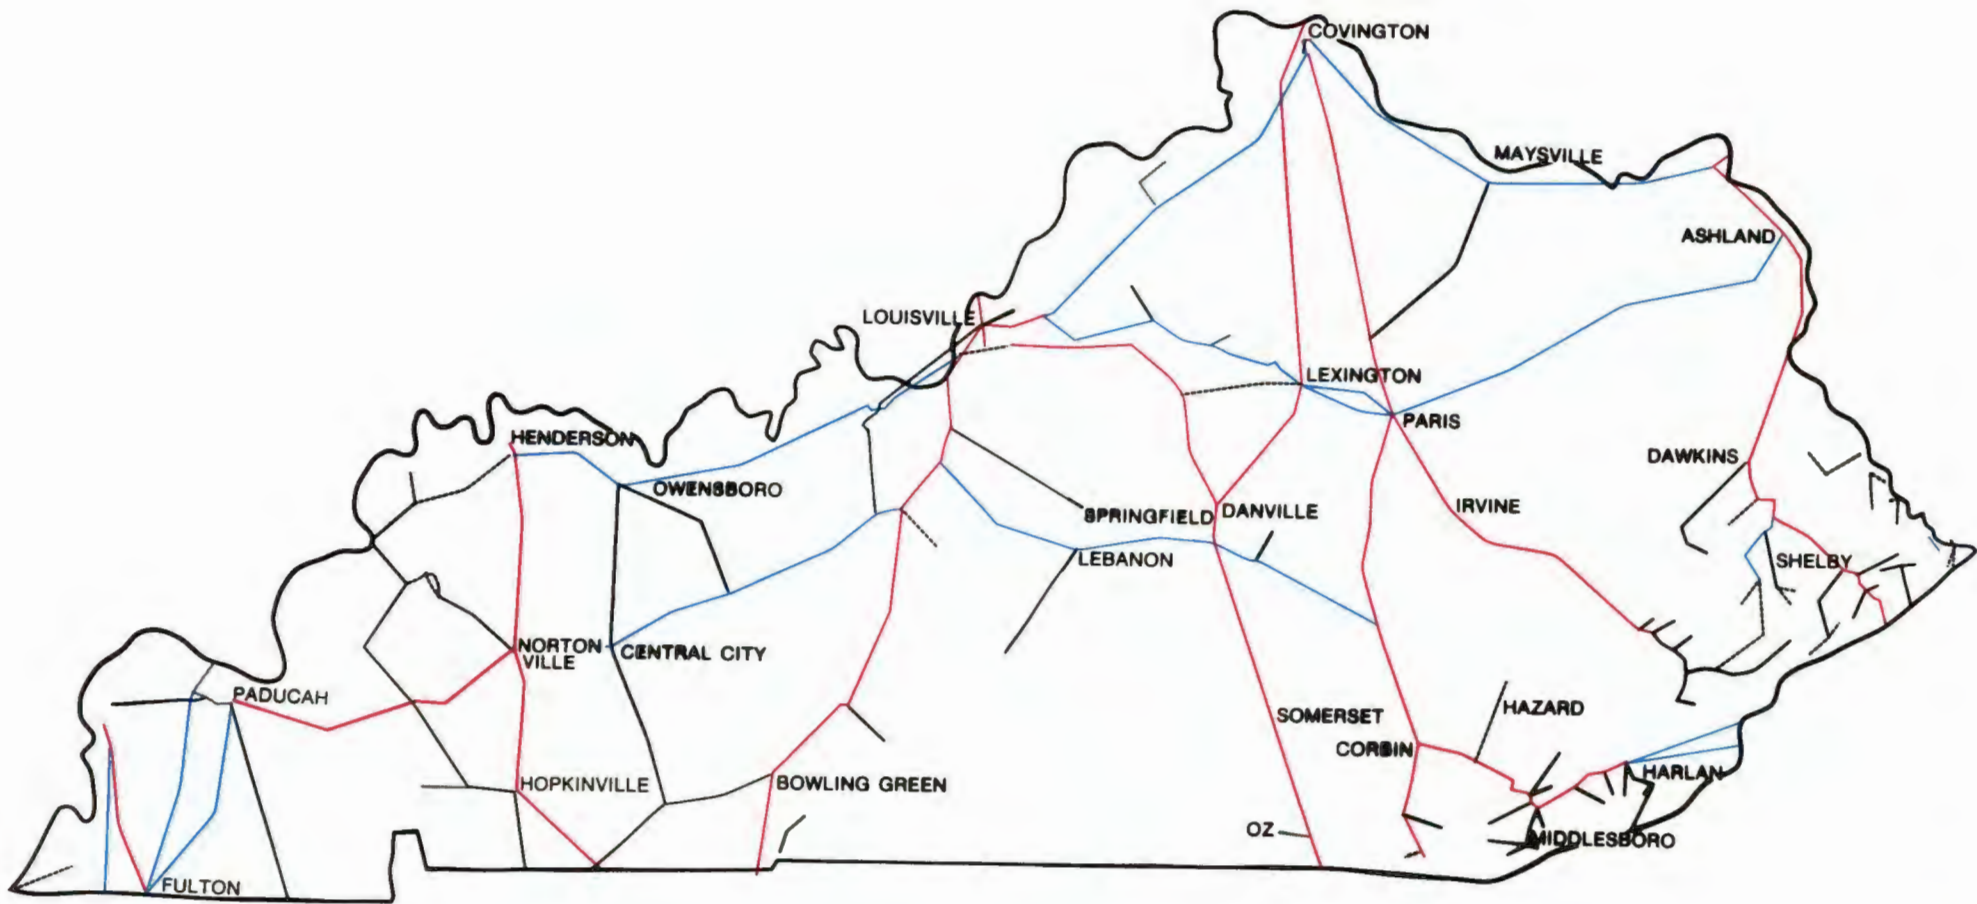 COVINGTON
MAYSVILLE
ASHLAND
LOUISVILLE
LEXINGTON
PARIS
HENDERSON
DAWKINS
OWENSBORO
IRVINE
SPRINGFIELD
DANVILLE
LEBANON
SHELBY
NORTON
VILLE
CENTRAL CITY
PADUCAH
HAZARD
SOMERSET
CORBIN
HARLAN
HOPKINVILLE
BOWLING GREEN
OZ
MIDDLESBORO
FULTON